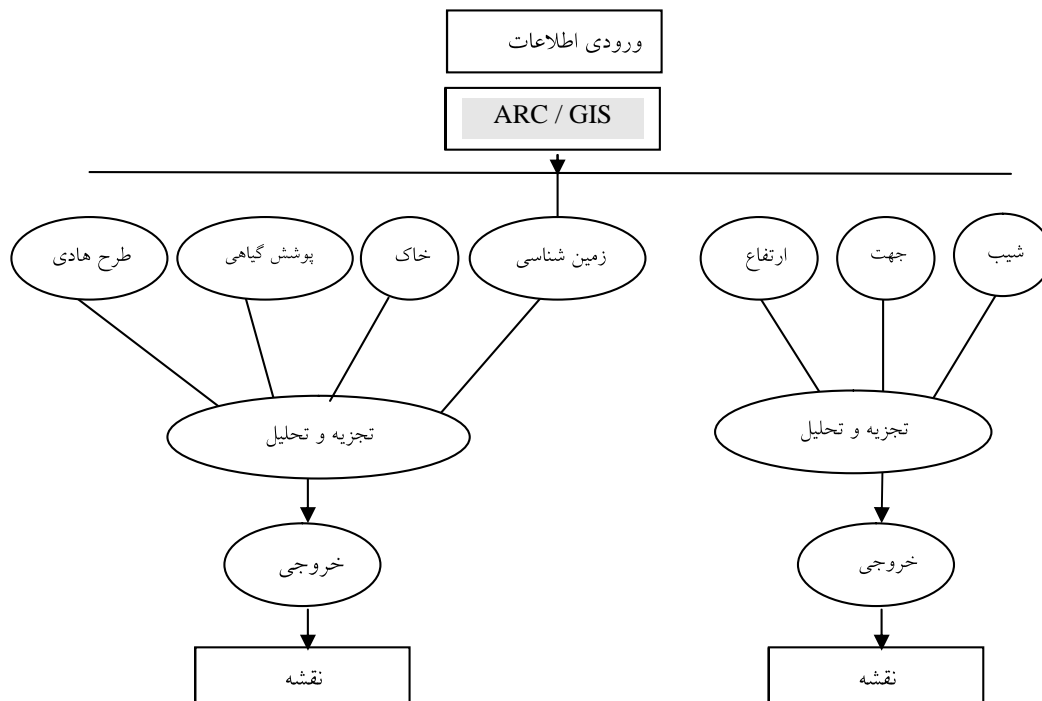 ورودی اطلاعات
ARC / GIS
شیب
جهت
ارتفاع
زمین شناسی
خاک
پوشش گیاهی
طرح هادی
تجزیه و تحلیل
تجزیه و تحلیل
خروجی
خروجی
نقشه
نقشه